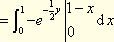 =∫₀¹ −e^{−½y} |₀^{1−x} dx